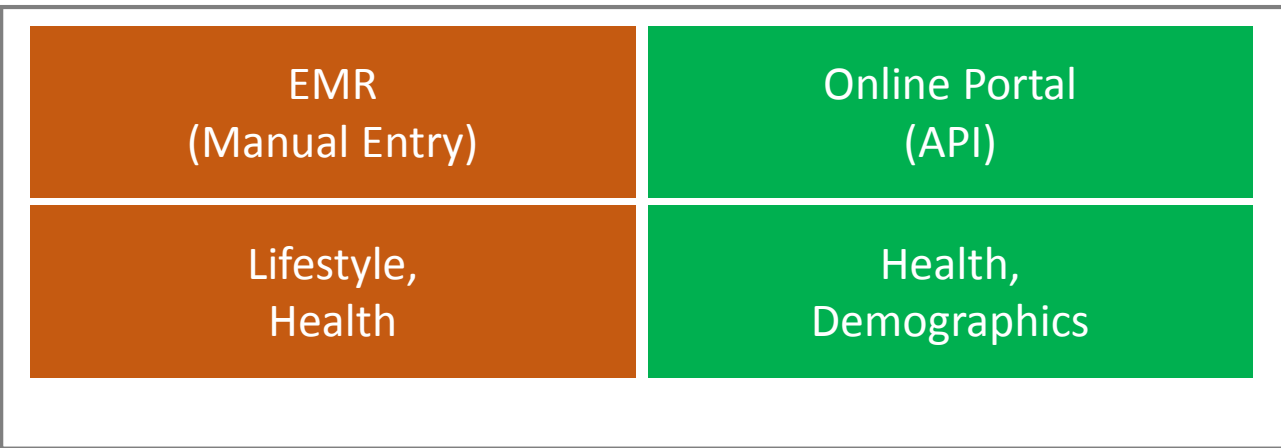 EMR
(Manual Entry)
Online Portal
(API)
Lifestyle,
Health
Health,
Demographics